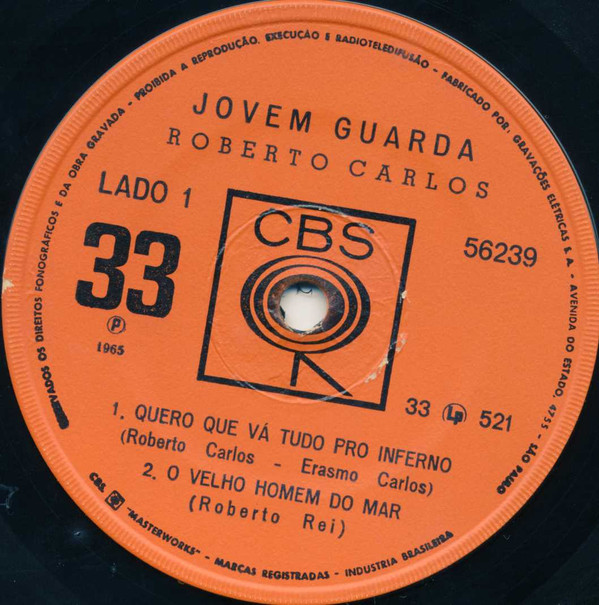 RESERVADOS OS DIREITOS FONOGRÁFICOS E DA OBRA GRAVADA - PROIBIDA A REPRODUÇÃO, EXECUÇÃO E RADIOTELEDIFUSÃO - FABRICADO POR: GRAVAÇÕES ELÉTRICAS S A. - AVENIDA DO ESTADO, 4755 - SÃO PAULO
JOVEM GUARDA
ROBERTO CARLOS
LADO 1
CBS
33
56239
P
1965
33 Lp 521
1. QUERO QUE VÁ TUDO PRO INFERNO
(Roberto Carlos - Erasmo Carlos)
2. O VELHO HOMEM DO MAR
(Roberto Rei)
CBS "MASTERWORKS" - MARCAS REGISTRADAS - INDUSTRIA BRASILEIRA